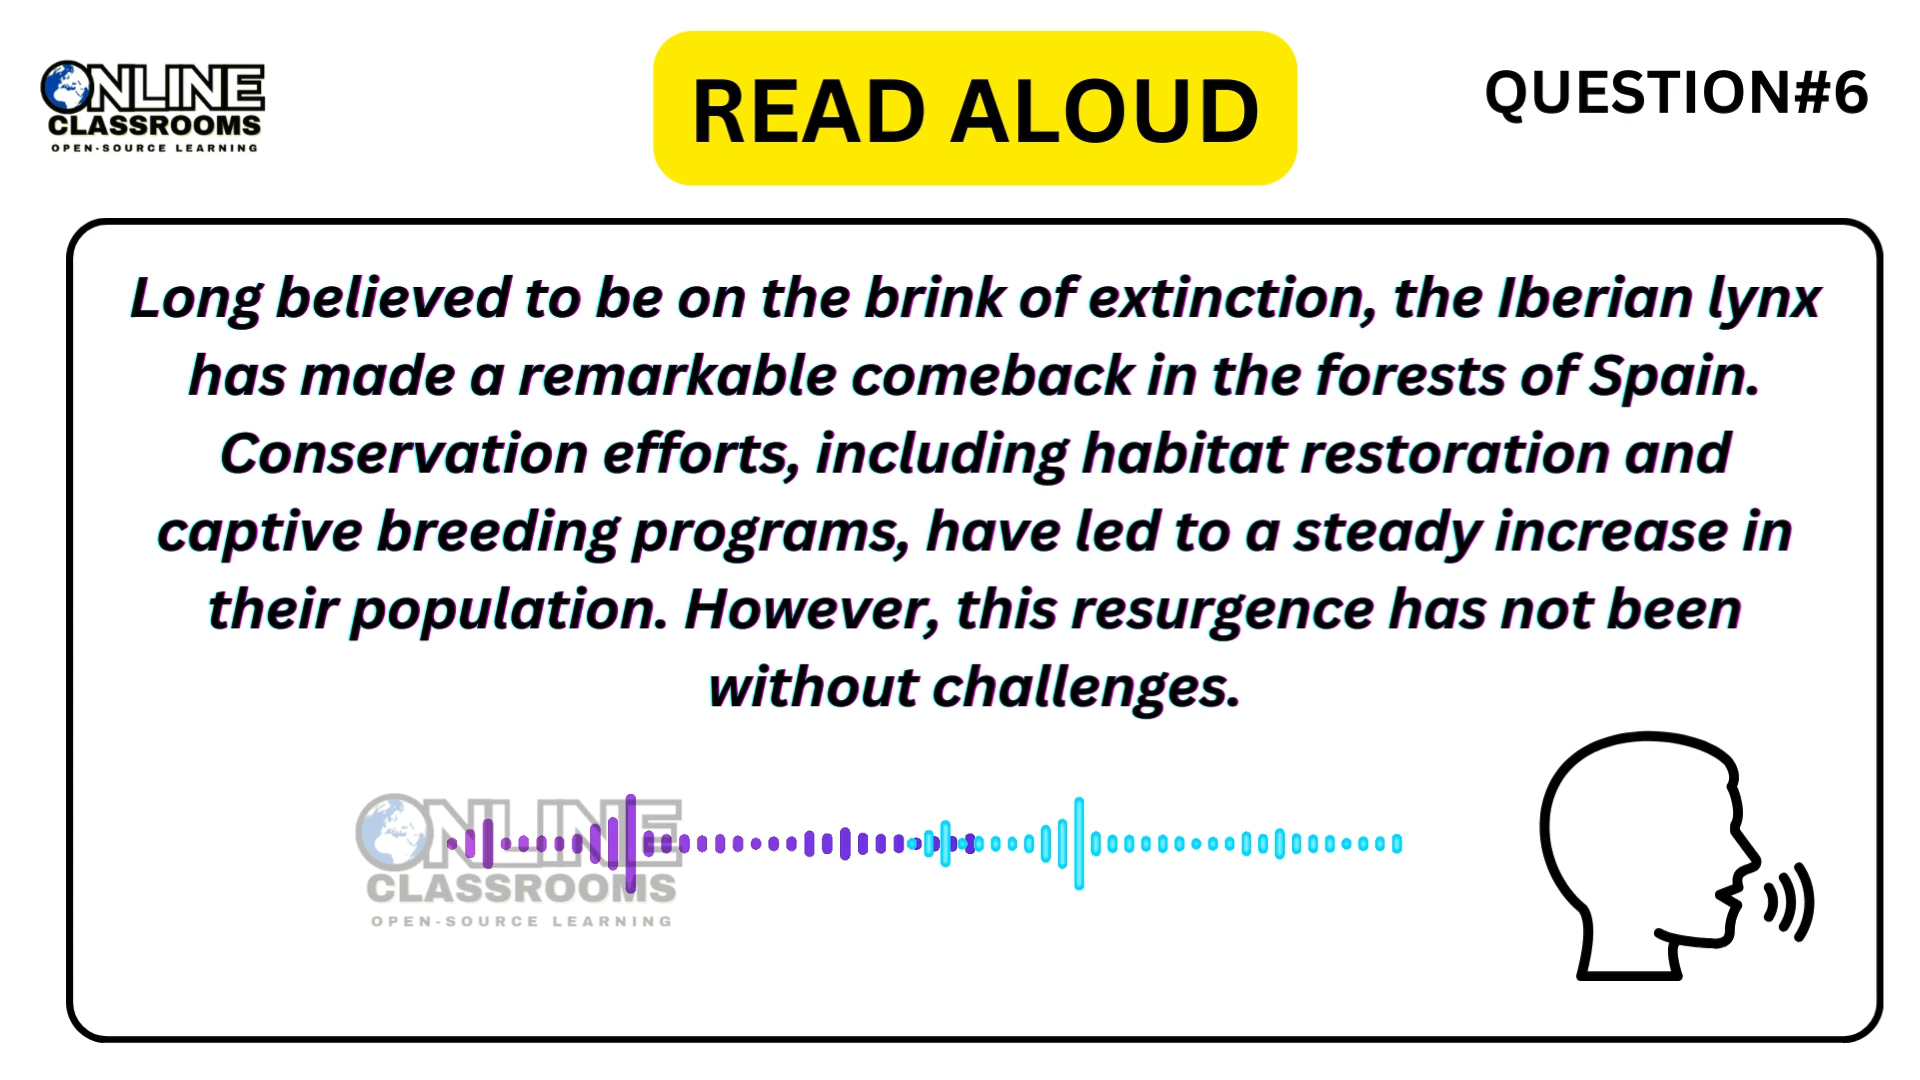 ONLINE
CLASSROOMS
OPEN-SOURCE LEARNING
READ ALOUD
QUESTION#6
Long believed to be on the brink of extinction, the Iberian lynx
has made a remarkable comeback in the forests of Spain.
Conservation efforts, including habitat restoration and
captive breeding programs, have led to a steady increase in
their population. However, this resurgence has not been
without challenges.
ONLINE
CLASSROOMS
OPEN-SOURCE LEARNING